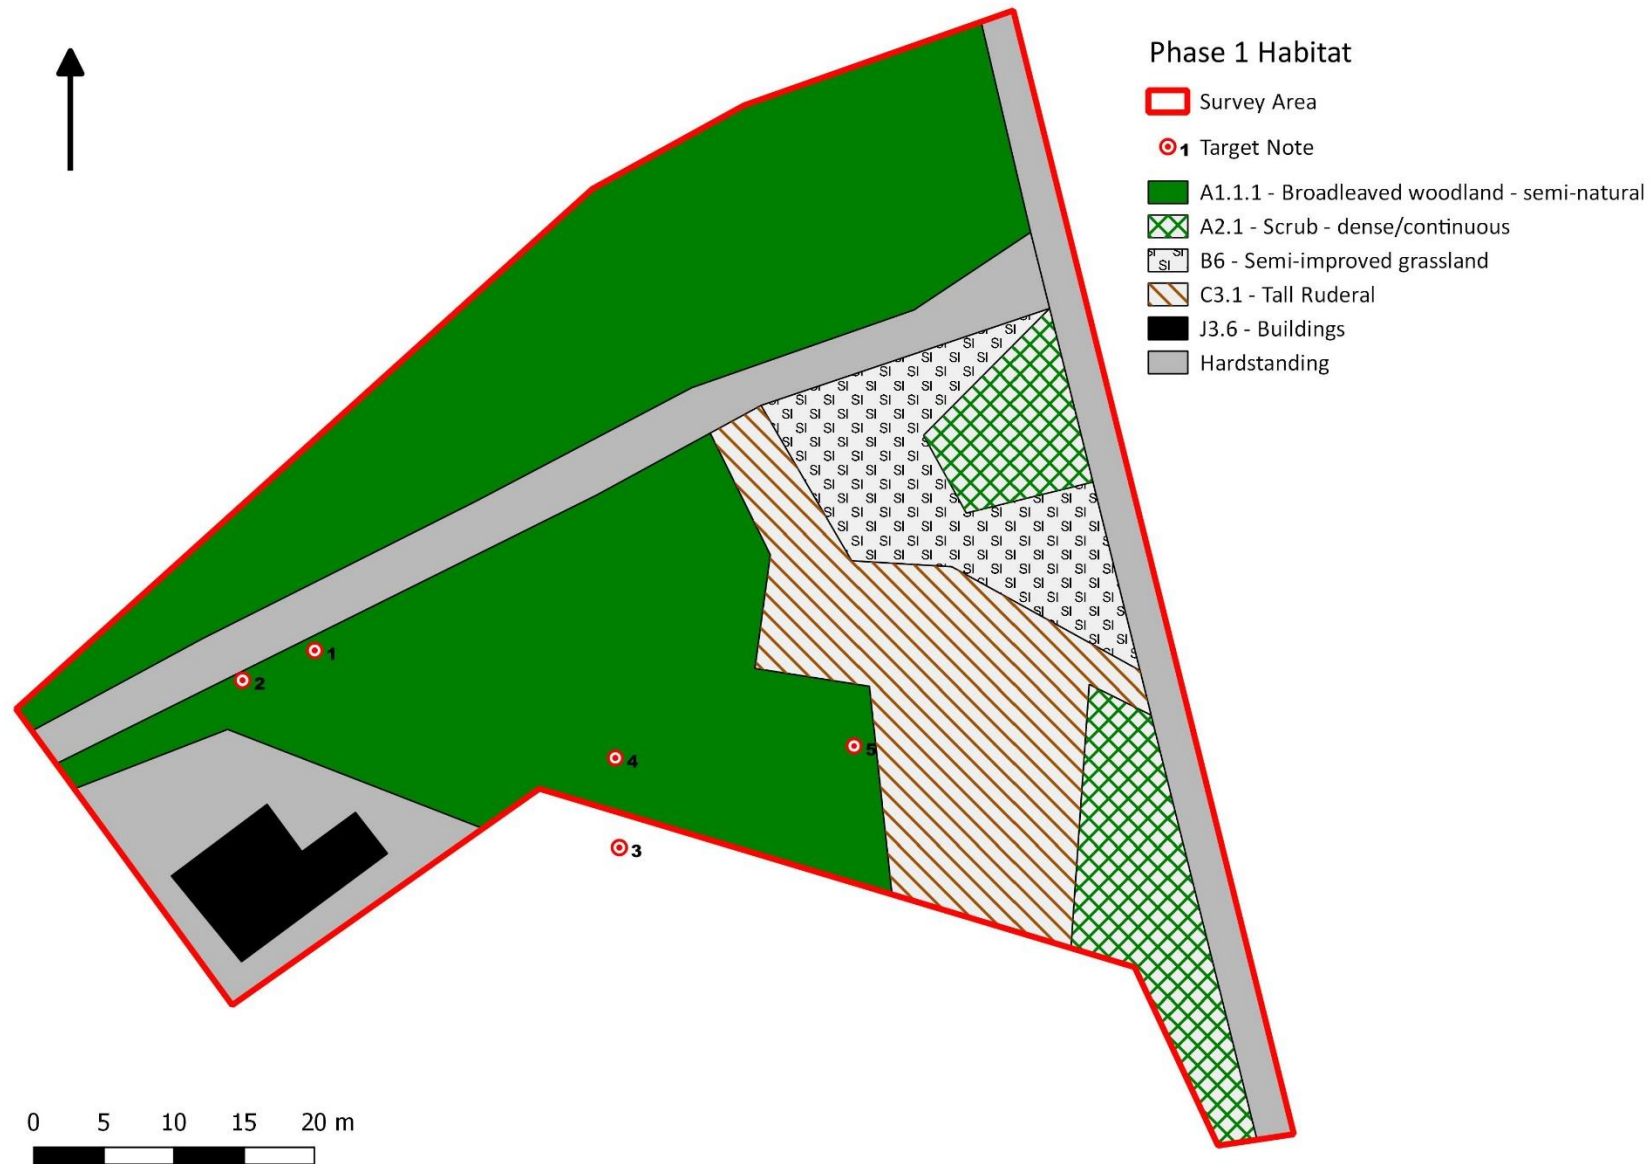 Phase 1 Habitat
Survey Area
1 Target Note
A1.1.1 - Broadleaved woodland - semi-natural
A2.1 - Scrub - dense/continuous
SI SI SI B6 - Semi-improved grassland
C3.1 - Tall Ruderal
J3.6 - Buildings
Hardstanding
1
2
4
5
3
0 5 10 15 20 m